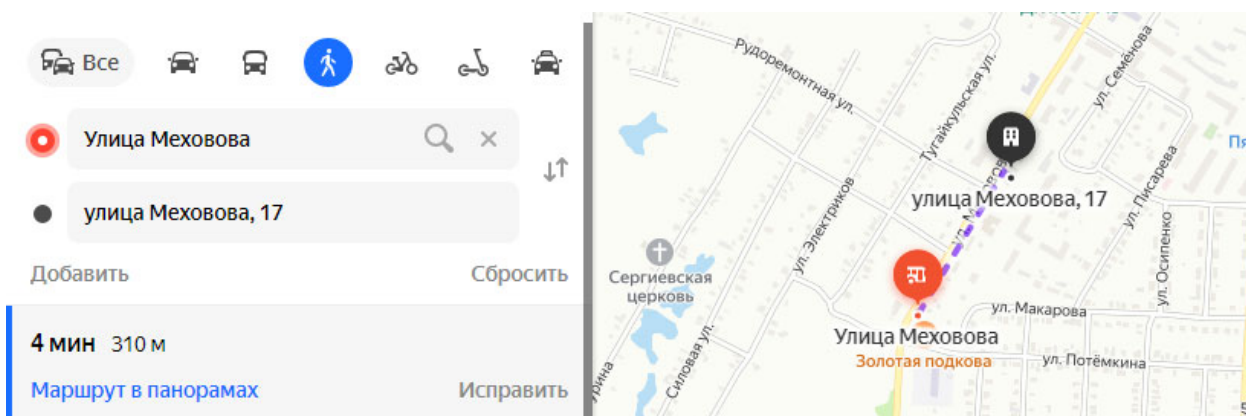 Все
Улица Меховова
улица Меховова, 17
Добавить
Сбросить
4 мин 310 м
Маршрут в панорамах
Исправить
Рудоремонтная ул.
ул. Семёнова
Тугайкульская ул.
улица Меховова, 17
ул. Писарева
ул. Электриков
ул. Осипенко
Сергиевская
церковь
ул. Макарова
Улица Меховова
Золотая подкова
ул. Потёмкина
Силовая ул.